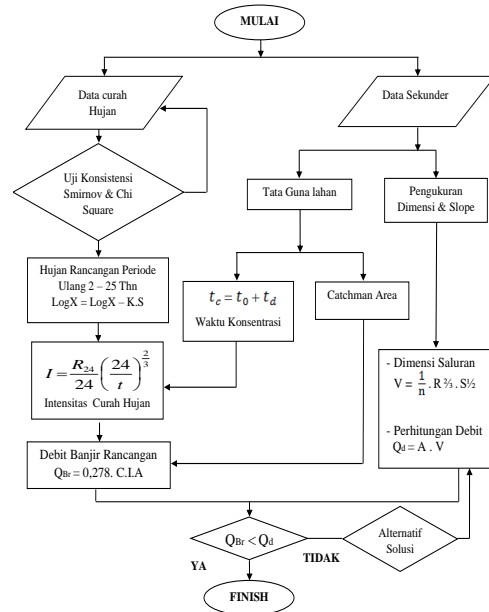 MULAI
Data curah
Hujan
Data Sekunder
Uji Konsistensi
Smirnov & Chi
Square
Tata Guna lahan
Pengukuran
Dimensi & Slope
Hujan Rancangan Periode
Ulang 2 – 25 Thn
LogX = LogX – K.S
t_c = t_0 + t_d
Waktu Konsentrasi
Catchman Area
I = R_24/24 (24/t)^2/3
Intensitas Curah Hujan
- Dimensi Saluran
V = 1/n . R ⅔ . S½
- Perhitungan Debit
Qd = A . V
Debit Banjir Rancangan
QBr = 0,278. C.I.A
QBr < Qd
Alternatif
Solusi
YA
TIDAK
FINISH